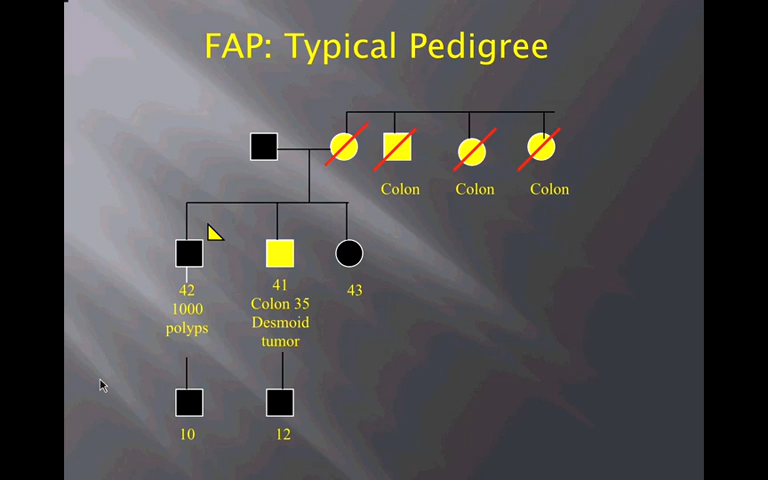 FAP: Typical Pedigree
Colon
Colon
Colon
42
1000
polyps
41
Colon 35
Desmoid
tumor
43
10
12